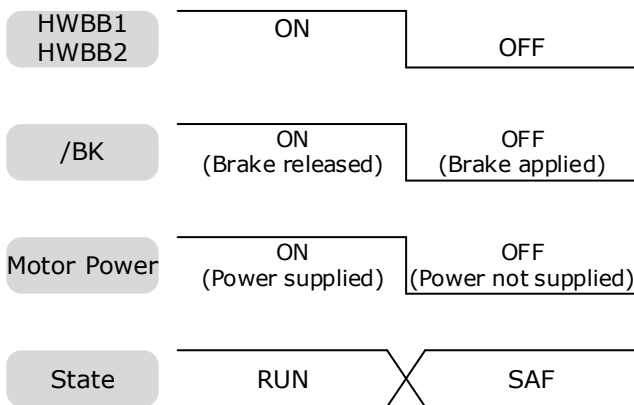 HWBB1
HWBB2
ON
OFF
/BK
ON
(Brake released)
OFF
(Brake applied)
Motor Power
ON
(Power supplied)
OFF
(Power not supplied)
State
RUN
SAF